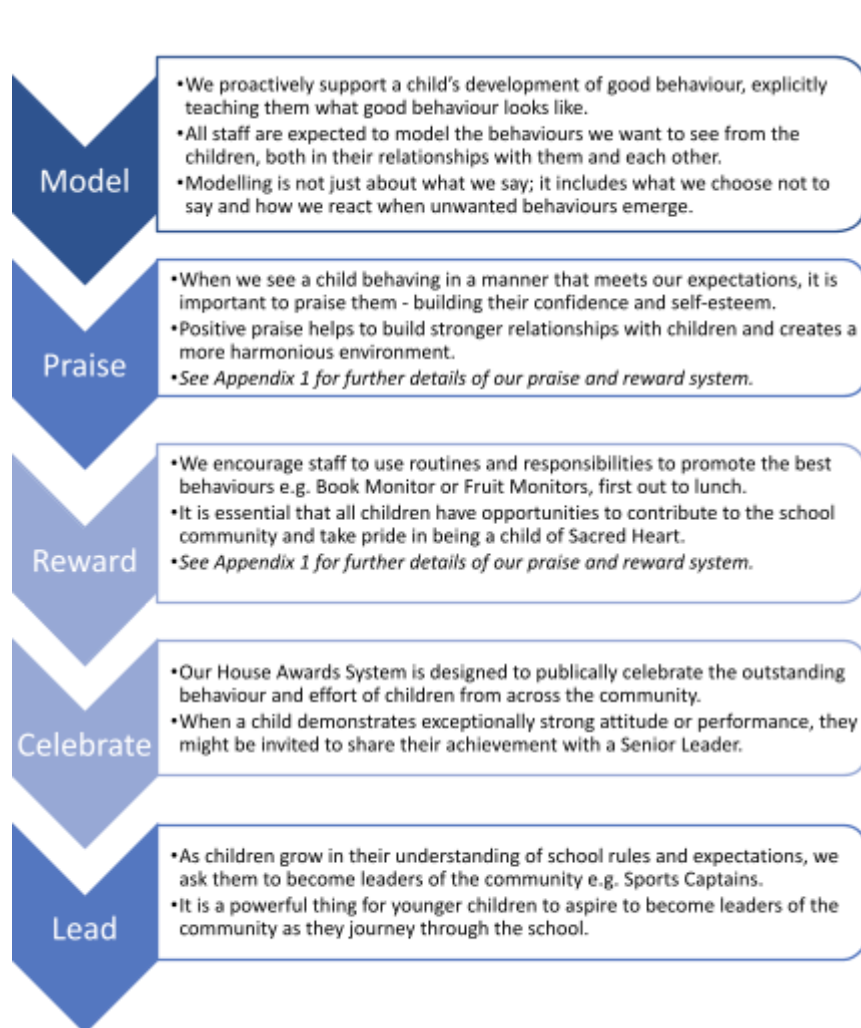 Model
•We proactively support a child's development of good behaviour, explicitly
teaching them what good behaviour looks like.
•All staff are expected to model the behaviours we want to see from the
children, both in their relationships with them and each other.
•Modelling is not just about what we say; it includes what we choose not to
say and how we react when unwanted behaviours emerge.
Praise
•When we see a child behaving in a manner that meets our expectations, it is
important to praise them - building their confidence and self-esteem.
•Positive praise helps to build stronger relationships with children and creates a
more harmonious environment.
•See Appendix 1 for further details of our praise and reward system.
Reward
•We encourage staff to use routines and responsibilities to promote the best
behaviours e.g. Book Monitor or Fruit Monitors, first out to lunch.
•It is essential that all children have opportunities to contribute to the school
community and take pride in being a child of Sacred Heart.
•See Appendix 1 for further details of our praise and reward system.
Celebrate
•Our House Awards System is designed to publically celebrate the outstanding
behaviour and effort of children from across the community.
•When a child demonstrates exceptionally strong attitude or performance, they
might be invited to share their achievement with a Senior Leader.
Lead
•As children grow in their understanding of school rules and expectations, we
ask them to become leaders of the community e.g. Sports Captains.
•It is a powerful thing for younger children to aspire to become leaders of the
community as they journey through the school.